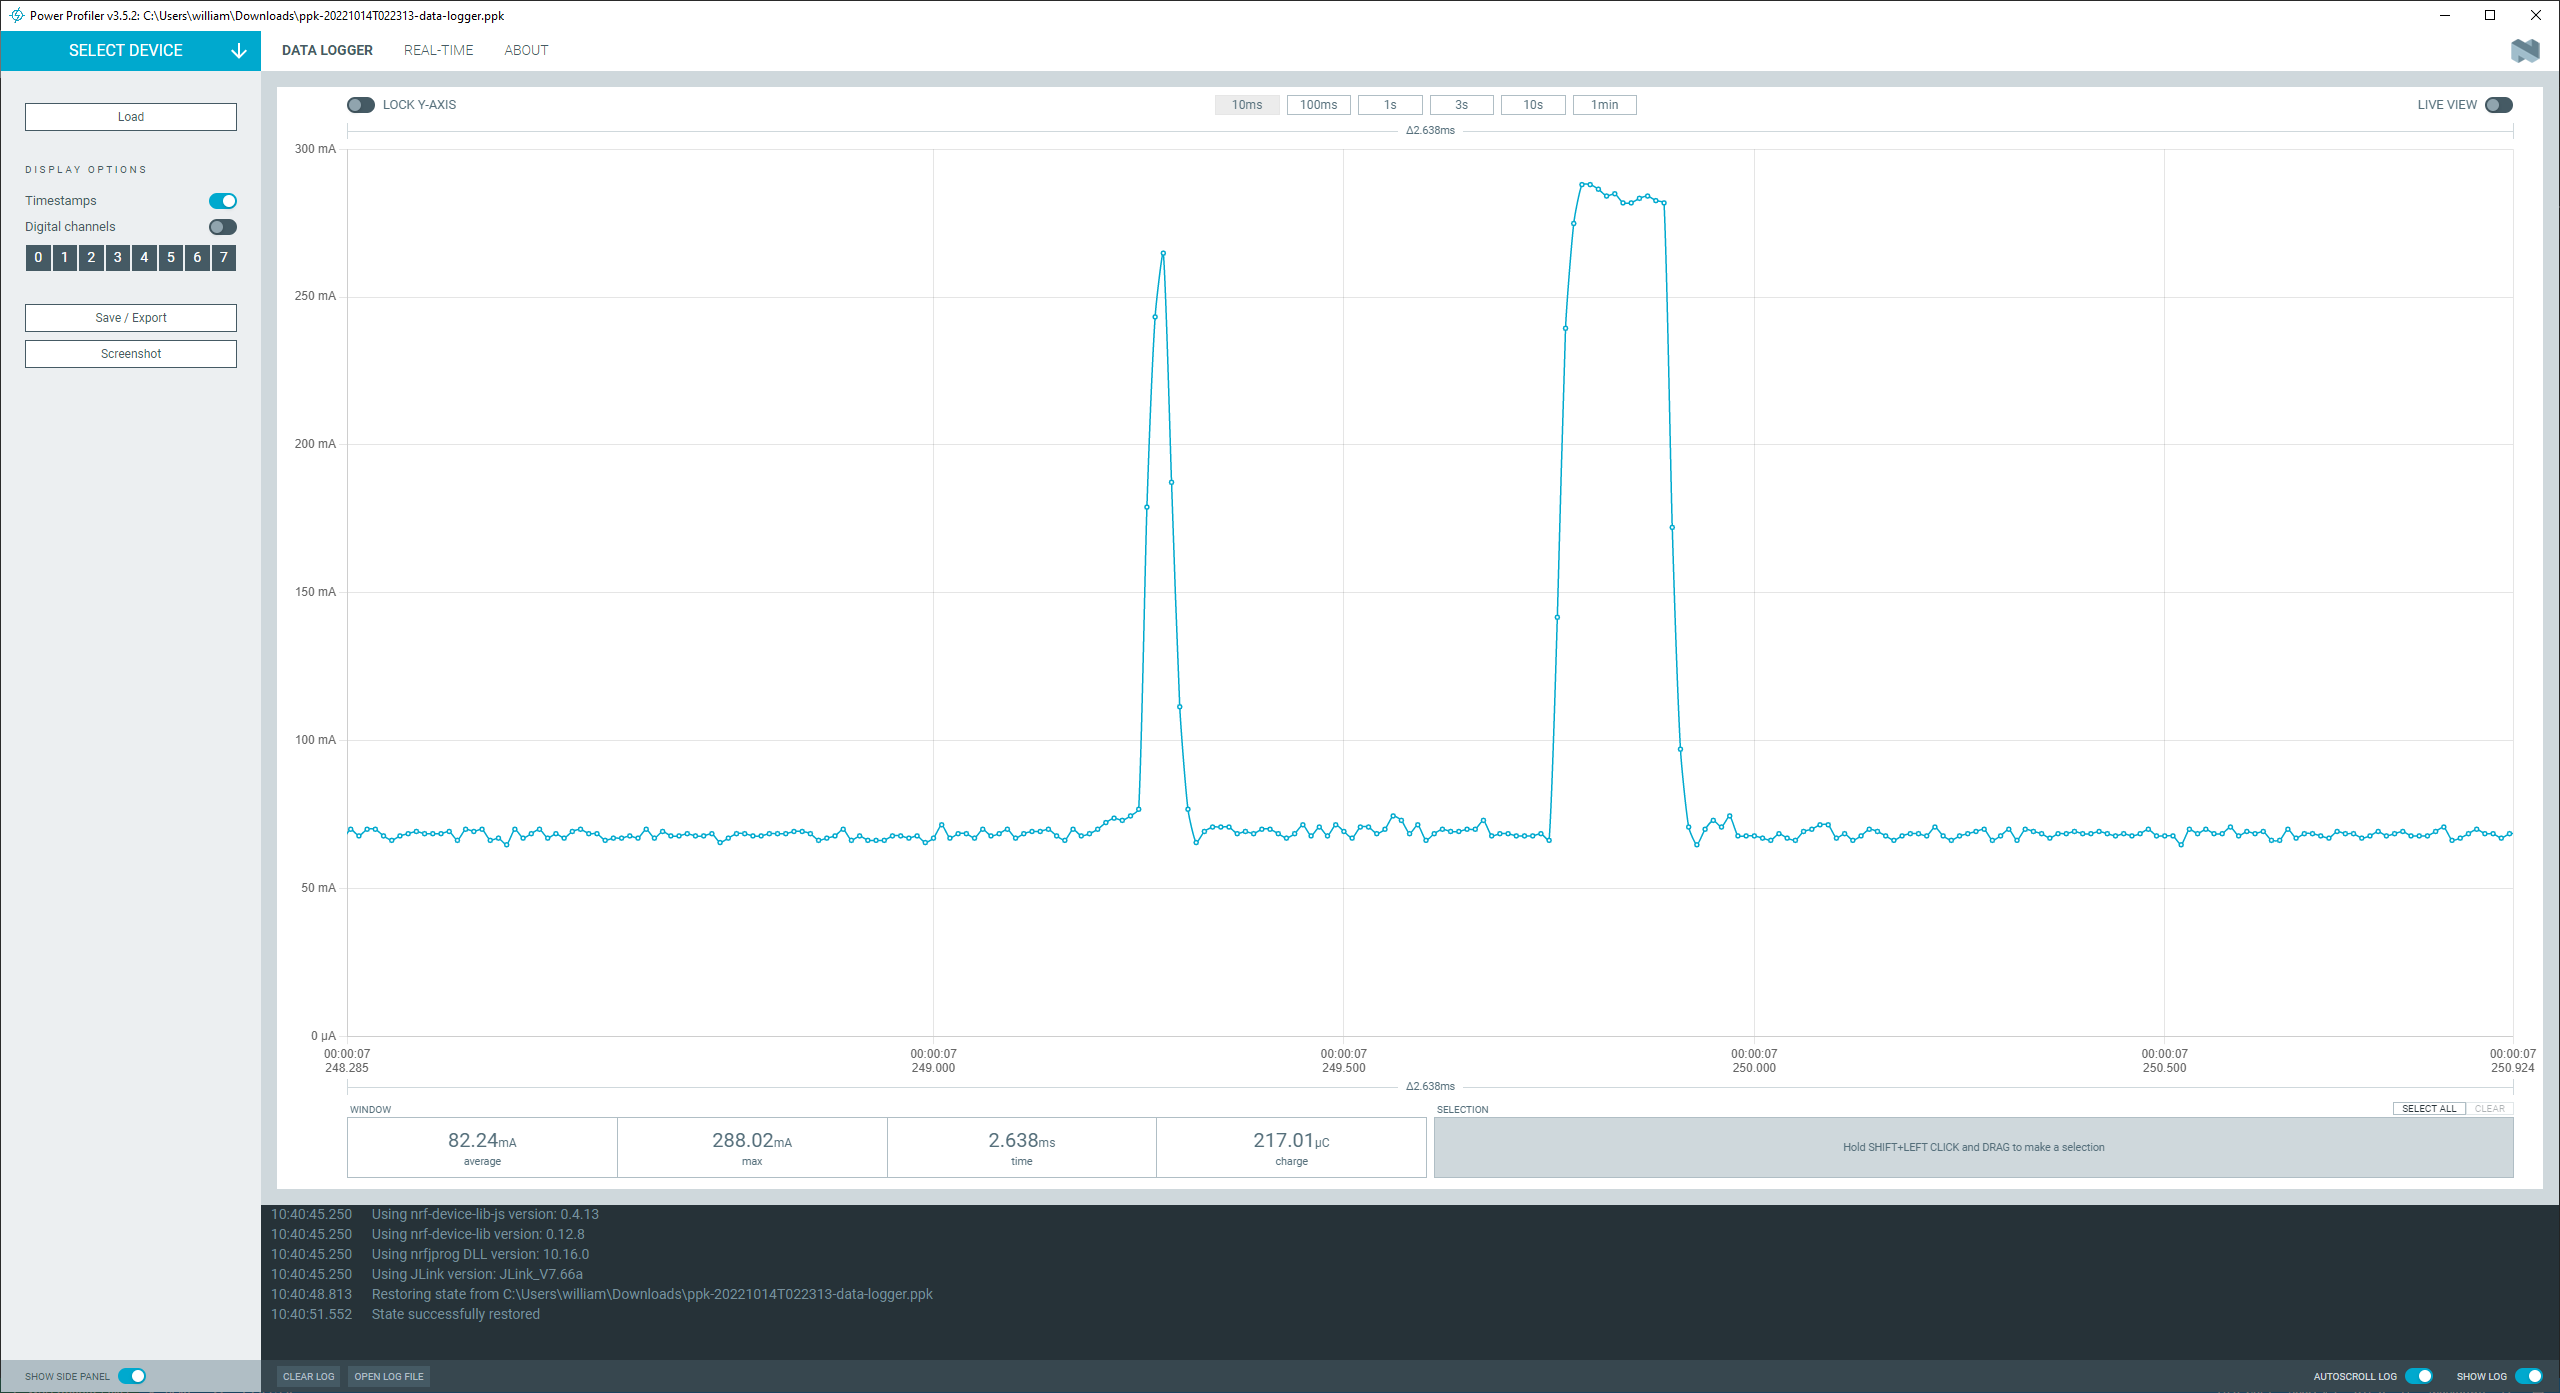 Power Profiler v3.5.2: C:\Users\william\Downloads\ppk-20221014T022313-data-logger.ppk
SELECT DEVICE
DATA LOGGER REAL-TIME ABOUT
Load
DISPLAY OPTIONS
Timestamps
Digital channels
0 1 2 3 4 5 6 7
Save / Export
Screenshot
LOCK Y-AXIS 10ms 100ms 1s 3s 10s 1min LIVE VIEW
Δ2.638ms
300 mA
250 mA
200 mA
150 mA
100 mA
50 mA
0 µA
00:00:07 00:00:07 00:00:07 00:00:07 00:00:07 00:00:07
248.285 249.000 249.500 250.000 250.500 250.924
Δ2.638ms
WINDOW SELECTION SELECT ALL CLEAR
82.24mA 288.02mA 2.638ms 217.01µC
average max time charge
Hold SHIFT+LEFT CLICK and DRAG to make a selection
10:40:45.250 Using nrf-device-lib-js version: 0.4.13
10:40:45.250 Using nrf-device-lib version: 0.12.8
10:40:45.250 Using nrfjprog DLL version: 10.16.0
10:40:45.250 Using JLink version: JLink_V7.66a
10:40:48.813 Restoring state from C:\Users\william\Downloads\ppk-20221014T022313-data-logger.ppk
10:40:51.552 State successfully restored
SHOW SIDE PANEL CLEAR LOG OPEN LOG FILE AUTOSCROLL LOG SHOW LOG